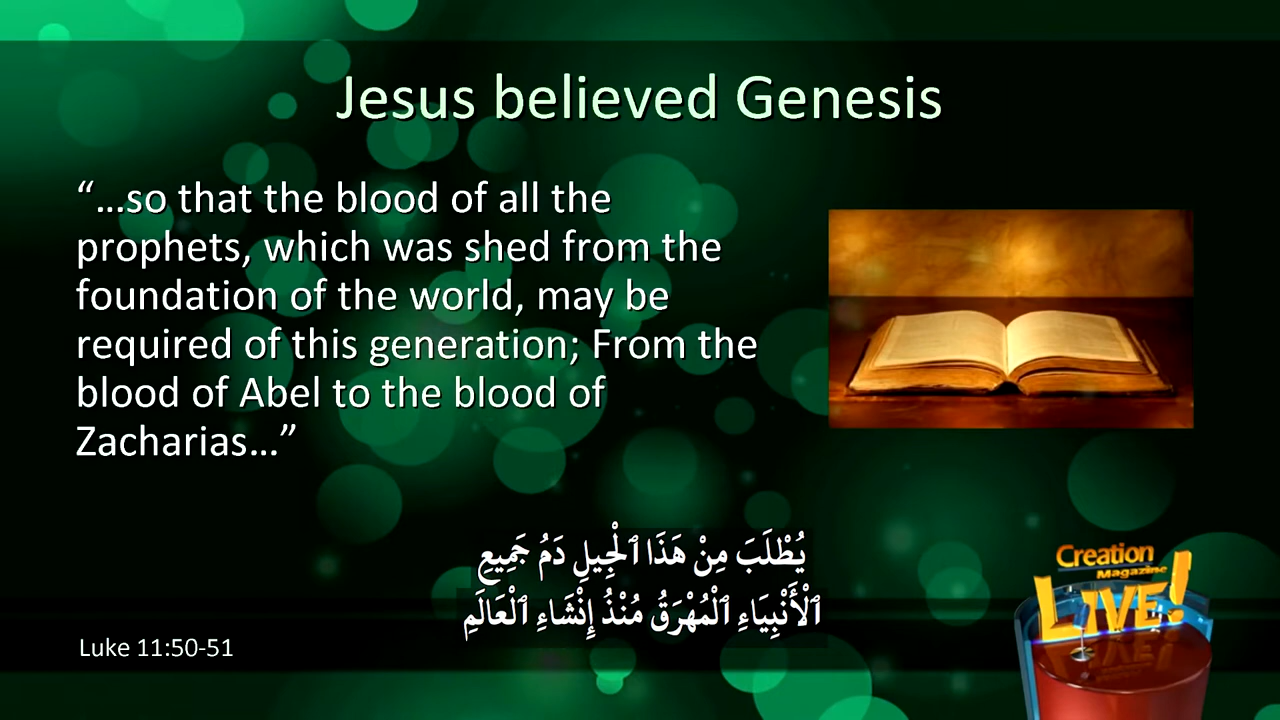 Jesus believed Genesis
“…so that the blood of all the
prophets, which was shed from the
foundation of the world, may be
required of this generation; From the
blood of Abel to the blood of
Zacharias…”
يُطْلَبَ مِنْ هَذَا ٱلْجِيلِ دَمُ جَمِيعِ
ٱلْأَنْبِيَاءِ ٱلْمُهْرَقُ مُنْذُ إِنْشَاءِ ٱلْعَالَمِ
Luke 11:50-51
Creation
Magazine
LIVE!